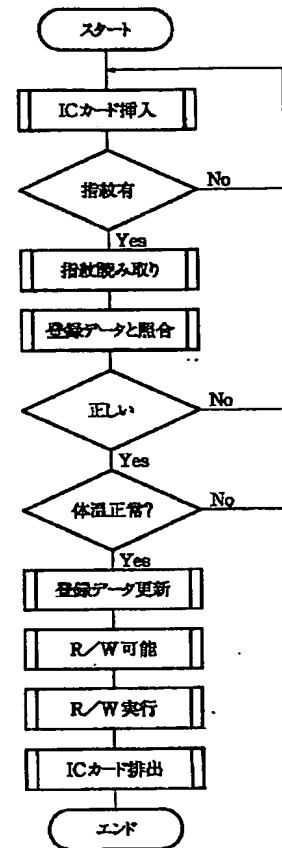 スタート
ICカード挿入
指紋有
No
Yes
指紋読み取り
登録データと照合
正しい
No
Yes
体温正常?
No
Yes
登録データ更新
R/W可能
R/W実行
ICカード排出
エンド